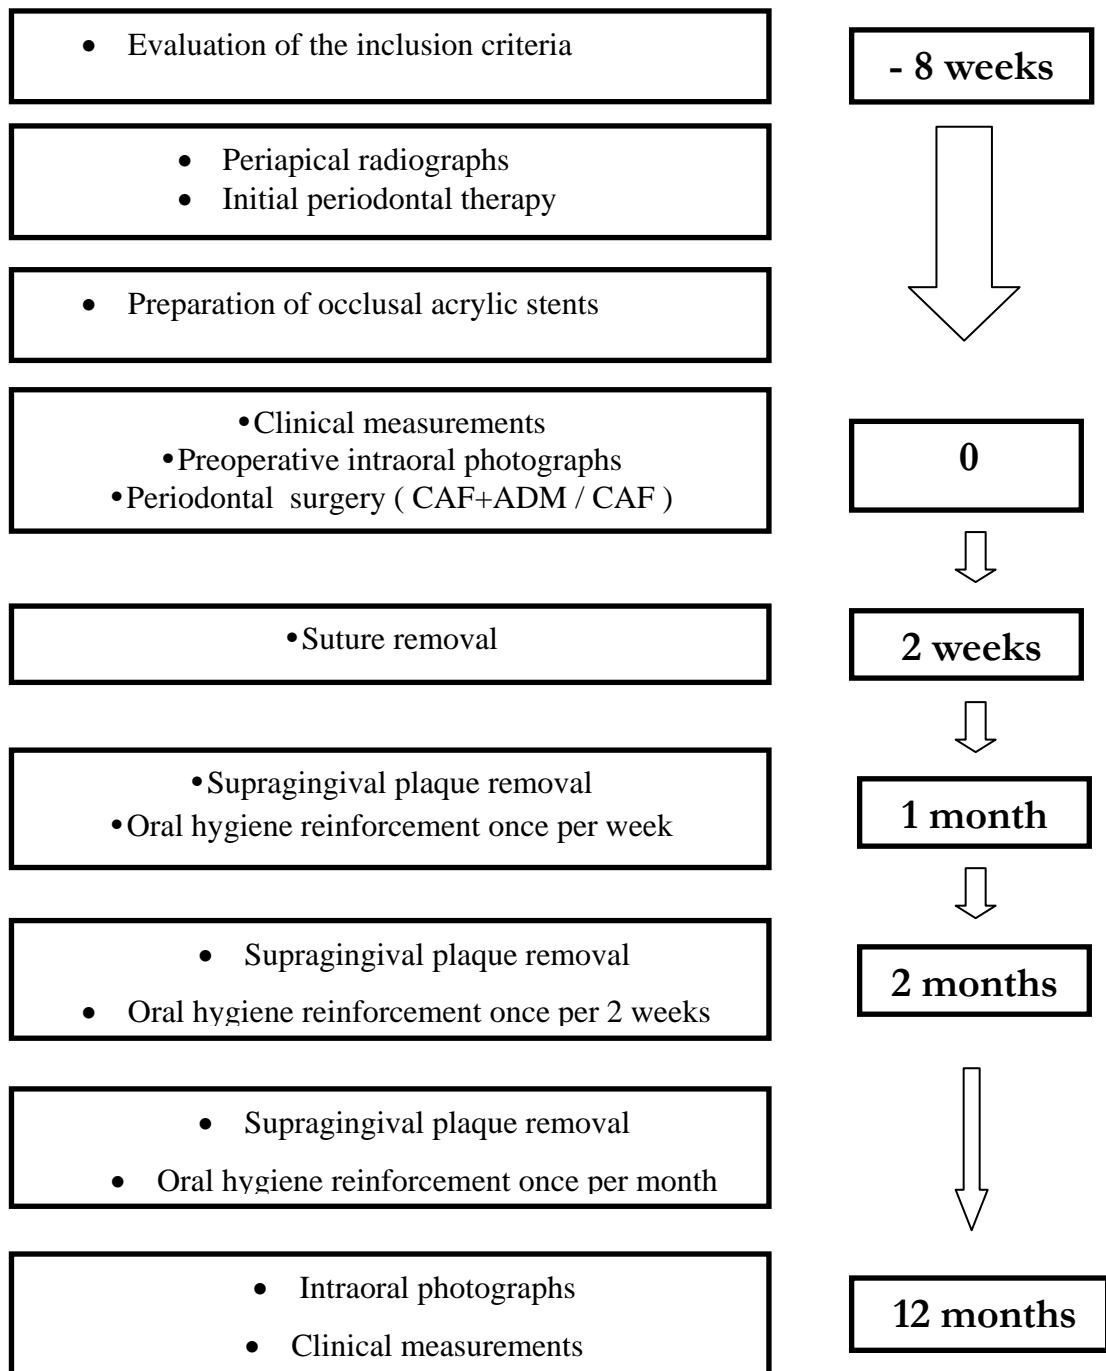 • Evaluation of the inclusion criteria
- 8 weeks
• Periapical radiographs
• Initial periodontal therapy
• Preparation of occlusal acrylic stents
•Clinical measurements
•Preoperative intraoral photographs
•Periodontal surgery ( CAF+ADM / CAF )
0
•Suture removal
2 weeks
•Supragingival plaque removal
•Oral hygiene reinforcement once per week
1 month
• Supragingival plaque removal
• Oral hygiene reinforcement once per 2 weeks
2 months
• Supragingival plaque removal
• Oral hygiene reinforcement once per month
• Intraoral photographs
• Clinical measurements
12 months